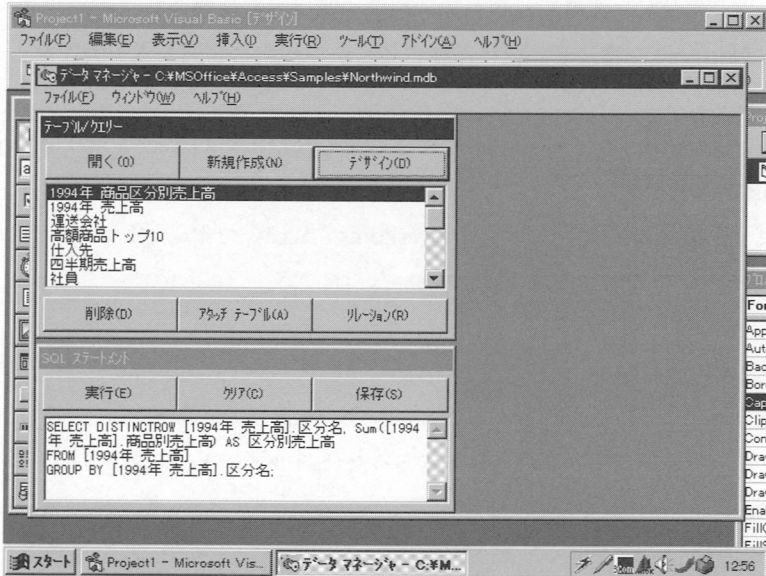 Project1 - Microsoft Visual Basic [デザイン]
ファイル(F) 編集(E) 表示(V) 挿入(I) 実行(R) ツール(T) アドイン(A) ヘルプ(H)
データ マネージャ - C:¥MSOffice¥Access¥Samples¥Northwind.mdb
ファイル(F) ウィンドウ(W) ヘルプ(H)
テーブル/クエリー
開く(O) 新規作成(N) デザイン(D)
1994年 商品区分別売上高
1994年 売上高
運送会社
高額商品トップ10
仕入先
四半期売上高
社員
削除(D) アタッチ テーブル(A) リレーション(R)
SQL ステートメント
実行(E) クリア(C) 保存(S)
SELECT DISTINCTROW [1994年 売上高].区分名, Sum([1994
年 売上高].商品別売上高) AS 区分別売上高
FROM [1994年 売上高]
GROUP BY [1994年 売上高].区分名;
For
App
Aut
Bac
Bor
Cap
Clip
Con
Dra
Dra
Dra
Ena
FillC
FillS
スタート Project1 - Microsoft Vis... データ マネージャ - C:¥M... 12:56